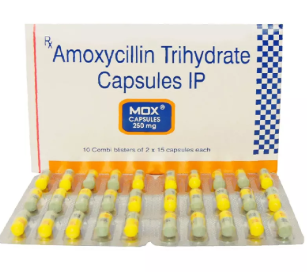 Rx Amoxycillin Trihydrate
Capsules IP
MOX®
CAPSULES
250 mg
10 Combi blisters of 2 x 15 capsules each